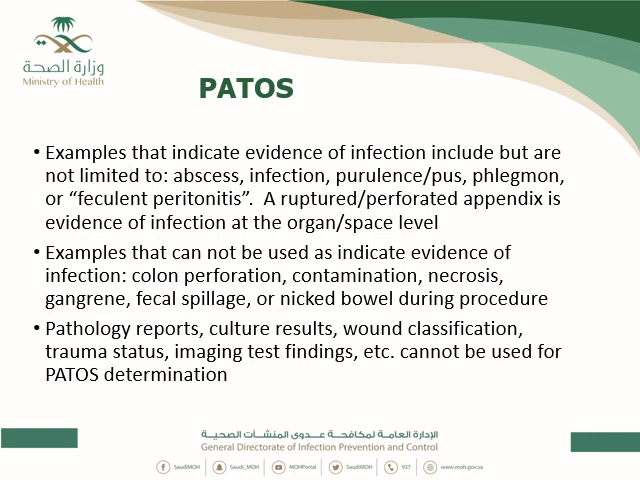 وزارة الصحة
Ministry of Health
PATOS
• Examples that indicate evidence of infection include but are
not limited to: abscess, infection, purulence/pus, phlegmon,
or “feculent peritonitis”.  A ruptured/perforated appendix is
evidence of infection at the organ/space level
• Examples that can not be used as indicate evidence of
infection: colon perforation, contamination, necrosis,
gangrene, fecal spillage, or nicked bowel during procedure
• Pathology reports, culture results, wound classification,
trauma status, imaging test findings, etc. cannot be used for
PATOS determination
الإدارة العامة لمكافحة عدوى المنشآت الصحية
General Directorate of Infection Prevention and Control
SaudiMOH Saudi_MOH MOHPortal SaudiMOH 937 www.moh.gov.sa